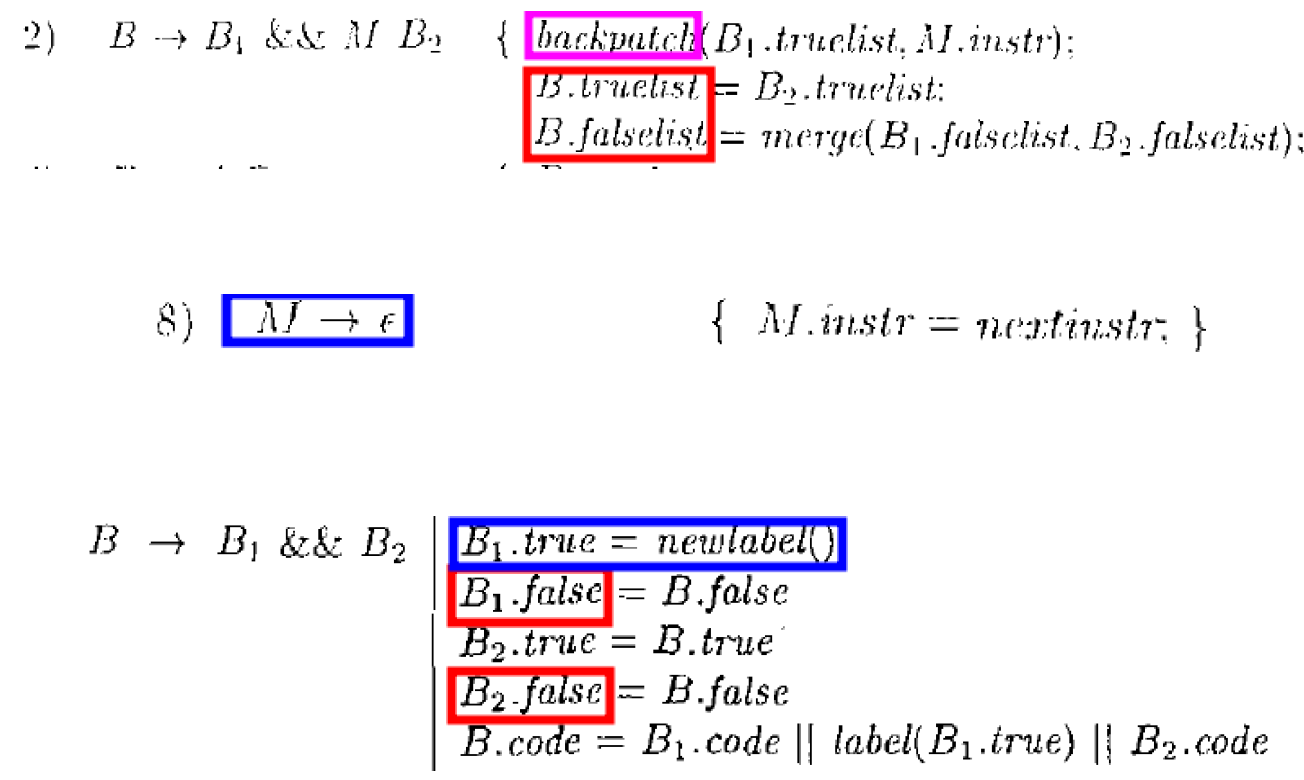 2) B → B₁ && M B₂ { backpatch(B₁.truelist, M.instr);
B.truelist = B₂.truelist;
B.falselist = merge(B₁.falselist, B₂.falselist);
8) M → ϵ { M.instr = nextinstr; }
B → B₁ && B₂ B₁.true = newlabel()
B₁.false = B.false
B₂.true = B.true
B₂.false = B.false
B.code = B₁.code || label(B₁.true) || B₂.code